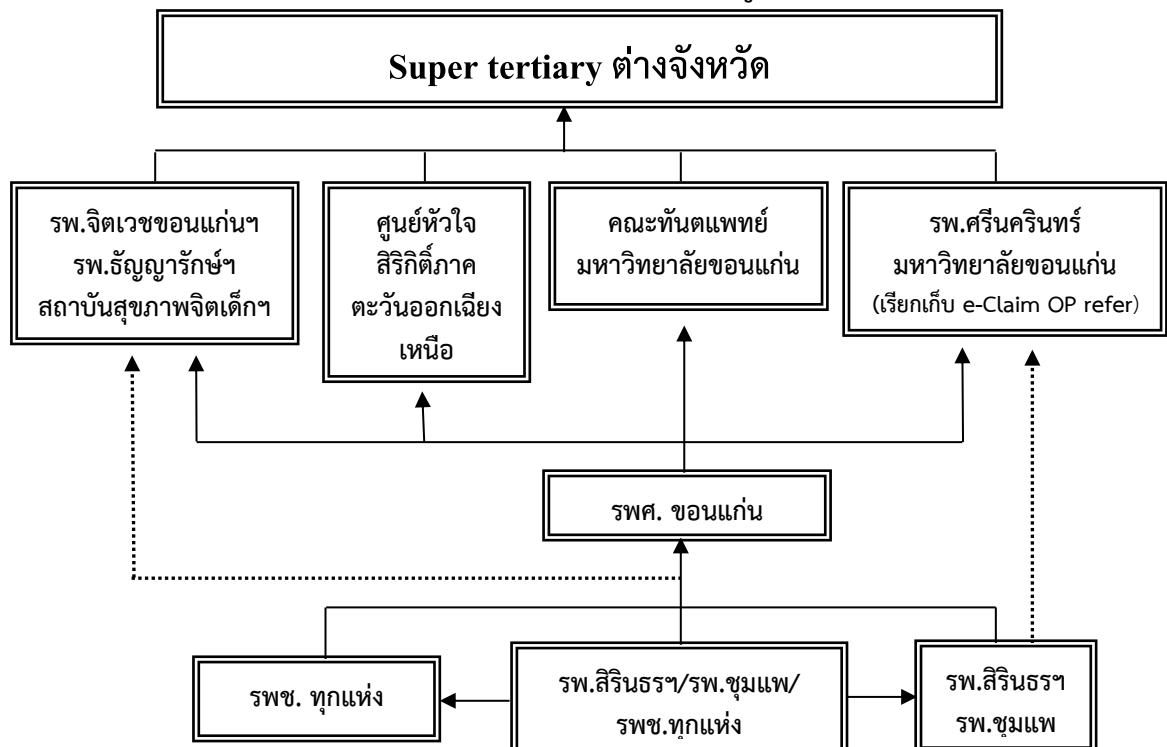 Super tertiary ต่างจังหวัด
รพ.จิตเวชขอนแก่นฯ
รพ.ธัญญารักษ์ฯ
สถาบันสุขภาพจิตเด็กฯ
ศูนย์หัวใจ
สิริกิติ์ภาค
ตะวันออกเฉียง
เหนือ
คณะทันตแพทย์
มหาวิทยาลัยขอนแก่น
รพ.ศรีนครินทร์
มหาวิทยาลัยขอนแก่น
(เรียกเก็บ e-Claim OP refer)
รพศ. ขอนแก่น
รพช. ทุกแห่ง
รพ.สิรินธรฯ/รพ.ชุมแพ/
รพช.ทุกแห่ง
รพ.สิรินธรฯ
รพ.ชุมแพ